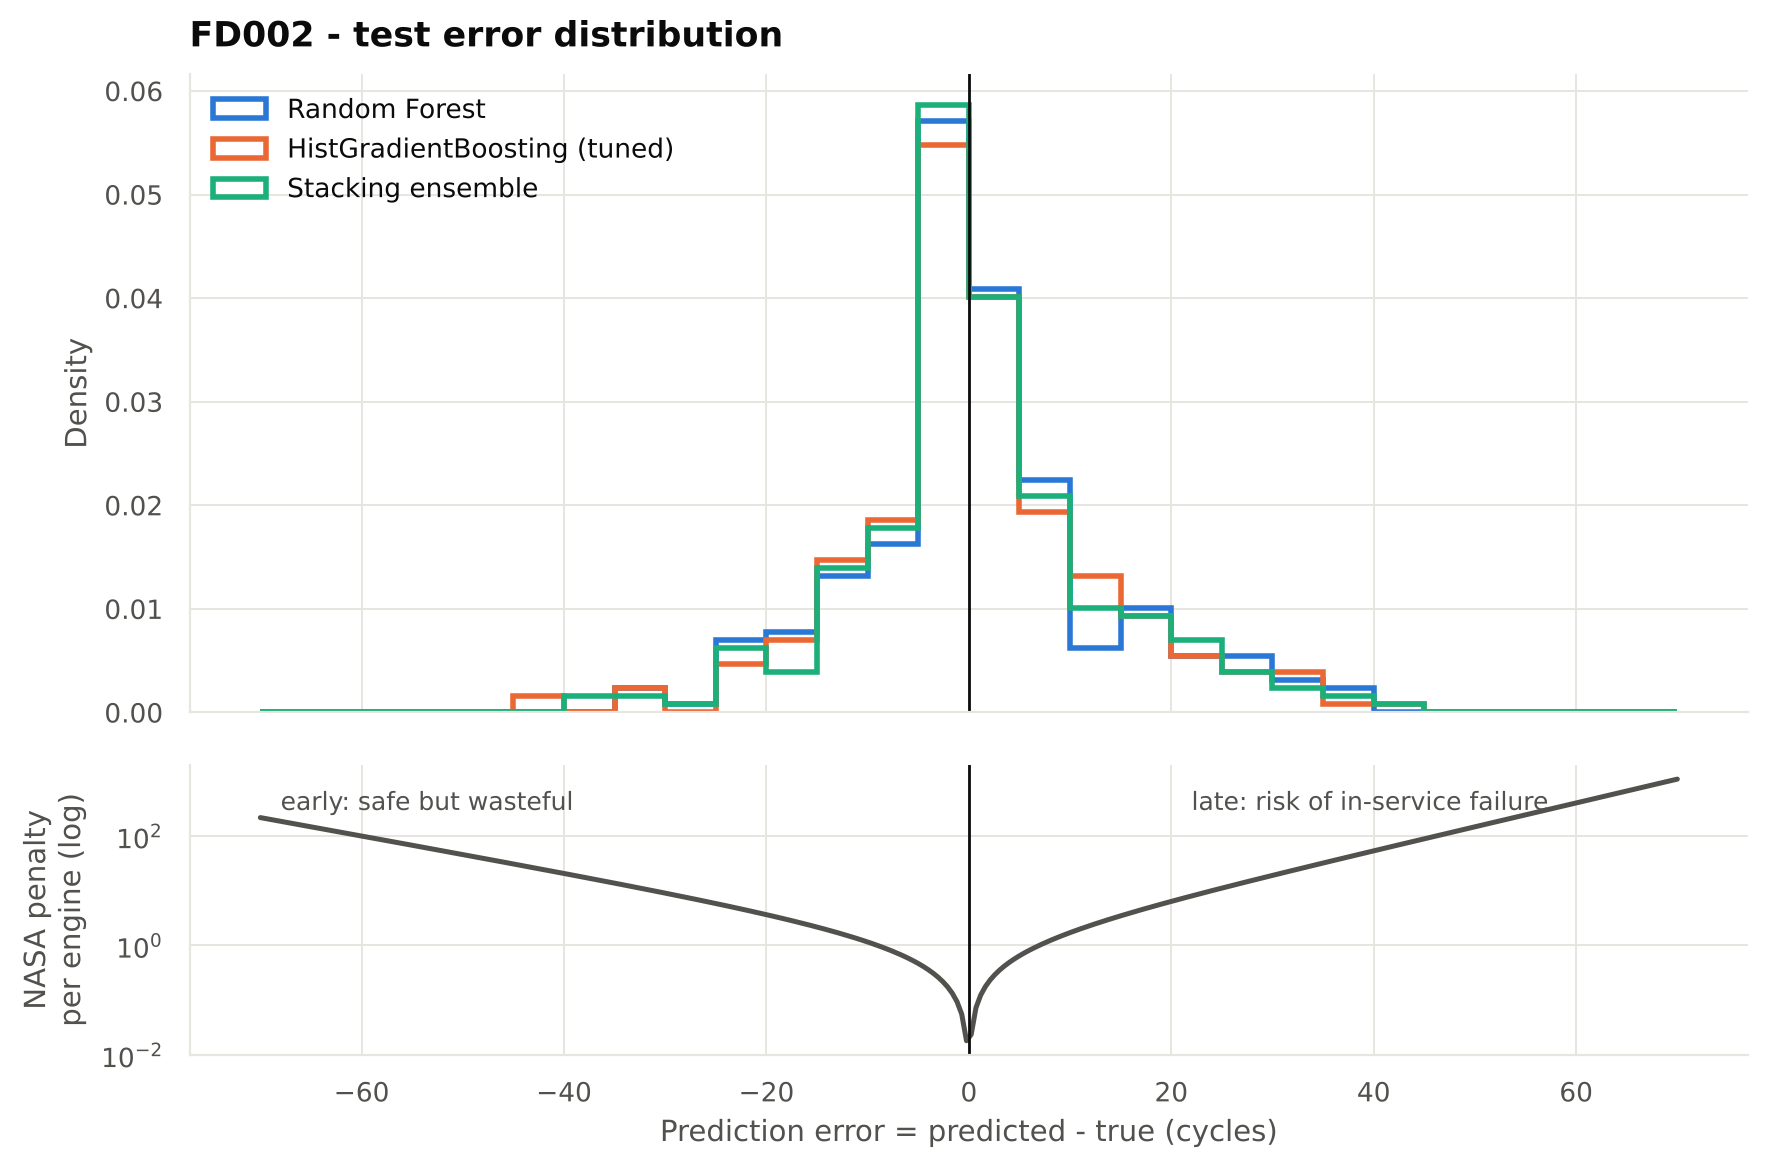 FD002 - test error distribution
Random Forest
HistGradientBoosting (tuned)
Stacking ensemble
Density
0.06
0.05
0.04
0.03
0.02
0.01
0.00
early: safe but wasteful
late: risk of in-service failure
NASA penalty
per engine (log)
10²
10⁰
10⁻²
−60 −40 −20 0 20 40 60
Prediction error = predicted - true (cycles)